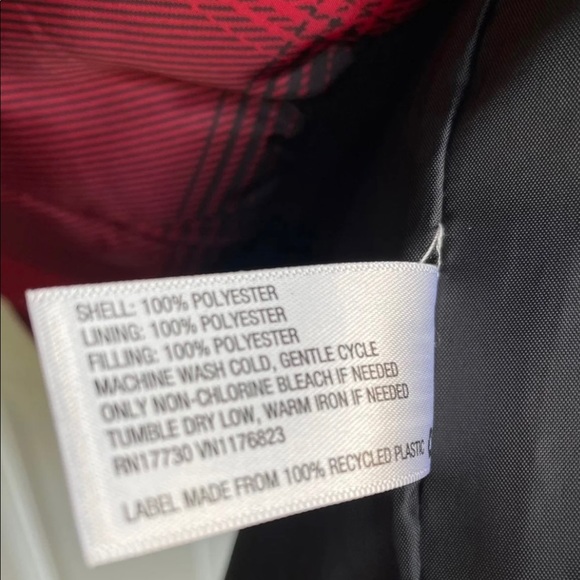 SHELL: 100% POLYESTER
LINING: 100% POLYESTER
FILLING: 100% POLYESTER
MACHINE WASH COLD, GENTLE CYCLE
ONLY NON-CHLORINE BLEACH IF NEEDED
TUMBLE DRY LOW, WARM IRON IF NEEDED
RN17730 VN1176823
LABEL MADE FROM 100% RECYCLED PLASTIC